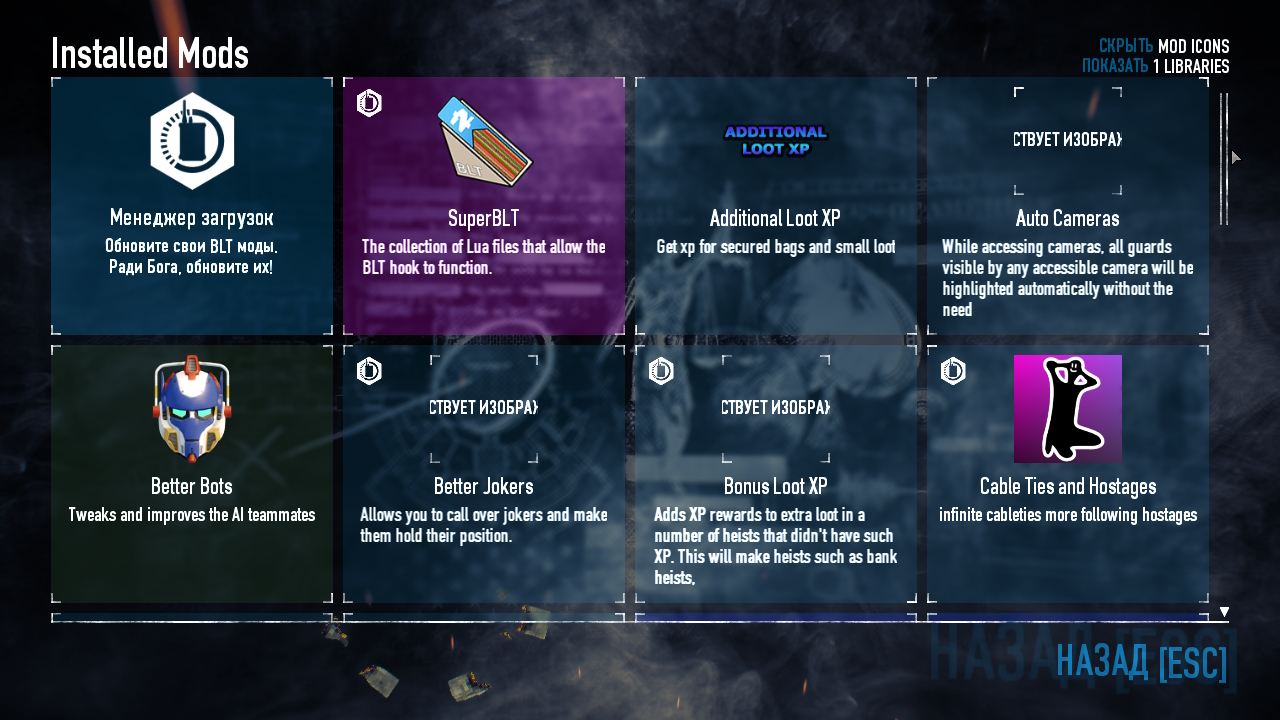 Installed Mods
СКРЫТЬ MOD ICONS
ПОКАЗАТЬ 1 LIBRARIES
Менеджер загрузок
Обновите свои BLT моды.
Ради Бога, обновите их!
BLT
SuperBLT
The collection of Lua files that allow the
BLT hook to function.
ADDITIONAL
LOOT XP
Additional Loot XP
Get xp for secured bags and small loot
СТВУЕТ ИЗОБРАЖ
Auto Cameras
While accessing cameras, all guards
visible by any accessible camera will be
highlighted automatically without the
need
Better Bots
Tweaks and improves the AI teammates
СТВУЕТ ИЗОБРАЖ
Better Jokers
Allows you to call over jokers and make
them hold their position.
СТВУЕТ ИЗОБРАЖ
Bonus Loot XP
Adds XP rewards to extra loot in a
number of heists that didn't have such
XP. This will make heists such as bank
heists,
Cable Ties and Hostages
infinite cableties more following hostages
НАЗАД [ESC]
НАЗАД [ESC]